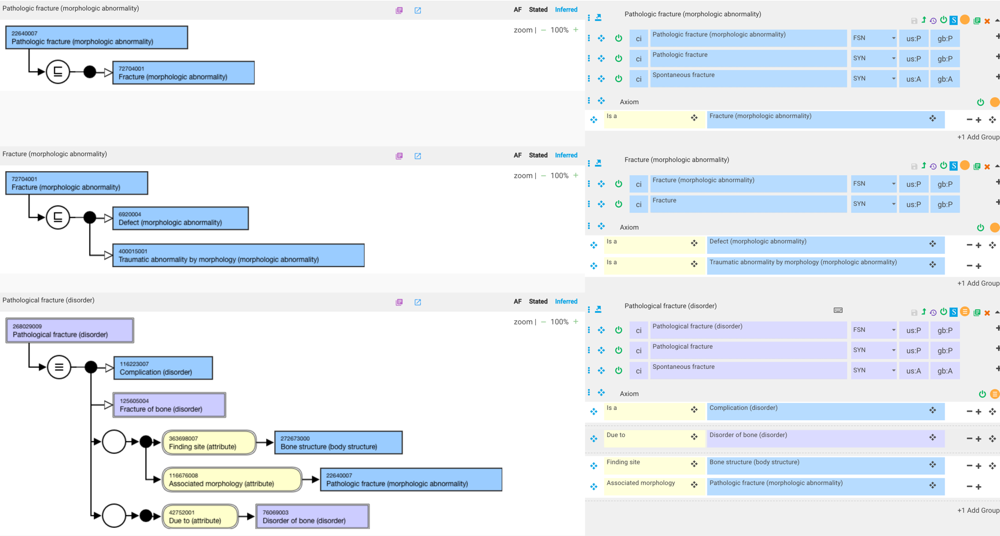 Pathologic fracture (morphologic abnormality)
AF Stated Inferred
zoom | − 100% +
22640007
Pathologic fracture (morphologic abnormality)
72704001
Fracture (morphologic abnormality)
Pathologic fracture (morphologic abnormality)
S
ci Pathologic fracture (morphologic abnormality) FSN us:P gb:P
ci Pathologic fracture SYN us:P gb:P
ci Spontaneous fracture SYN us:A gb:A
Axiom
Is a Fracture (morphologic abnormality)
+1 Add Group
Fracture (morphologic abnormality)
AF Stated Inferred
zoom | − 100% +
72704001
Fracture (morphologic abnormality)
6920004
Defect (morphologic abnormality)
400015001
Traumatic abnormality by morphology (morphologic abnormality)
Fracture (morphologic abnormality)
S
ci Fracture (morphologic abnormality) FSN us:P gb:P
ci Fracture SYN us:P gb:P
Axiom
Is a Defect (morphologic abnormality)
Is a Traumatic abnormality by morphology (morphologic abnormality)
+1 Add Group
Pathological fracture (disorder)
AF Stated Inferred
zoom | − 100% +
268029009
Pathological fracture (disorder)
116223007
Complication (disorder)
125605004
Fracture of bone (disorder)
363698007
Finding site (attribute)
272673000
Bone structure (body structure)
116676008
Associated morphology (attribute)
22640007
Pathologic fracture (morphologic abnormality)
42752001
Due to (attribute)
76069003
Disorder of bone (disorder)
Pathological fracture (disorder)
S
ci Pathological fracture (disorder) FSN us:P gb:P
ci Pathological fracture SYN us:P gb:P
ci Spontaneous fracture SYN us:A gb:A
Axiom
Is a Complication (disorder)
Due to Disorder of bone (disorder)
Finding site Bone structure (body structure)
Associated morphology Pathologic fracture (morphologic abnormality)
+1 Add Group